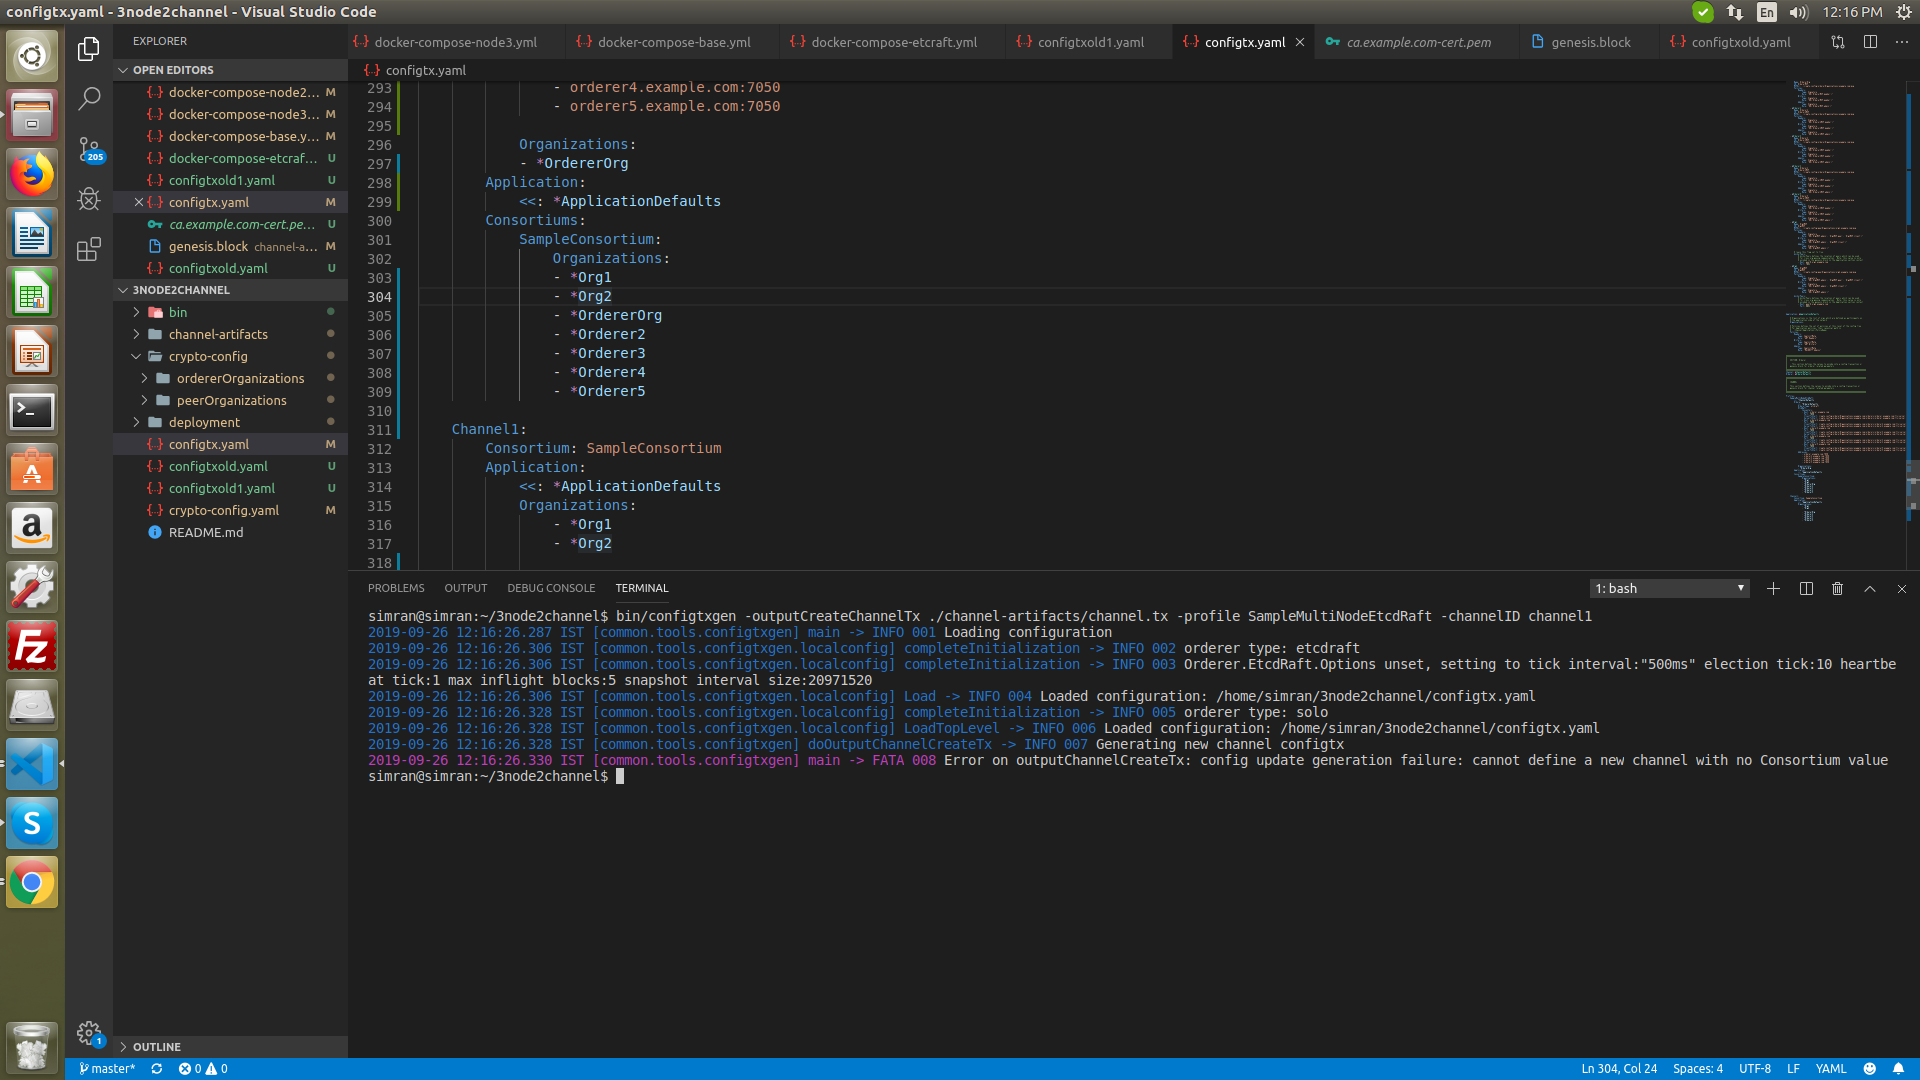 configtx.yaml - 3node2channel - Visual Studio Code
En
12:16 PM
EXPLORER
OPEN EDITORS
docker-compose-node2... M
docker-compose-node3... M
docker-compose-base.y... M
docker-compose-etcraf... U
configtxold1.yaml U
configtx.yaml M
ca.example.com-cert.pe... U
genesis.block channel-a... M
configtxold.yaml U
3NODE2CHANNEL
bin
channel-artifacts
crypto-config
ordererOrganizations
peerOrganizations
deployment
configtx.yaml M
configtxold.yaml U
configtxold1.yaml U
crypto-config.yaml M
README.md
OUTLINE
205
1
docker-compose-node3.yml
docker-compose-base.yml
docker-compose-etcraft.yml
configtxold1.yaml
configtx.yaml
ca.example.com-cert.pem
genesis.block
configtxold.yaml
configtx.yaml
293 - orderer4.example.com:7050
294 - orderer5.example.com:7050
295
296 Organizations:
297 - *OrdererOrg
298 Application:
299 <<: *ApplicationDefaults
300 Consortiums:
301 SampleConsortium:
302 Organizations:
303 - *Org1
304 - *Org2
305 - *OrdererOrg
306 - *Orderer2
307 - *Orderer3
308 - *Orderer4
309 - *Orderer5
310
311 Channel1:
312 Consortium: SampleConsortium
313 Application:
314 <<: *ApplicationDefaults
315 Organizations:
316 - *Org1
317 - *Org2
318
PROBLEMS OUTPUT DEBUG CONSOLE TERMINAL
1: bash
simran@simran:~/3node2channel$ bin/configtxgen -outputCreateChannelTx ./channel-artifacts/channel.tx -profile SampleMultiNodeEtcdRaft -channelID channel1
2019-09-26 12:16:26.287 IST [common.tools.configtxgen] main -> INFO 001 Loading configuration
2019-09-26 12:16:26.306 IST [common.tools.configtxgen.localconfig] completeInitialization -> INFO 002 orderer type: etcdraft
2019-09-26 12:16:26.306 IST [common.tools.configtxgen.localconfig] completeInitialization -> INFO 003 Orderer.EtcdRaft.Options unset, setting to tick interval:"500ms" election tick:10 heartbe
at tick:1 max inflight blocks:5 snapshot interval size:20971520
2019-09-26 12:16:26.306 IST [common.tools.configtxgen.localconfig] Load -> INFO 004 Loaded configuration: /home/simran/3node2channel/configtx.yaml
2019-09-26 12:16:26.328 IST [common.tools.configtxgen.localconfig] completeInitialization -> INFO 005 orderer type: solo
2019-09-26 12:16:26.328 IST [common.tools.configtxgen.localconfig] LoadTopLevel -> INFO 006 Loaded configuration: /home/simran/3node2channel/configtx.yaml
2019-09-26 12:16:26.328 IST [common.tools.configtxgen] doOutputChannelCreateTx -> INFO 007 Generating new channel configtx
2019-09-26 12:16:26.330 IST [common.tools.configtxgen] main -> FATA 008 Error on outputChannelCreateTx: config update generation failure: cannot define a new channel with no Consortium value
simran@simran:~/3node2channel$
master* 0 0
Ln 304, Col 24 Spaces: 4 UTF-8 LF YAML